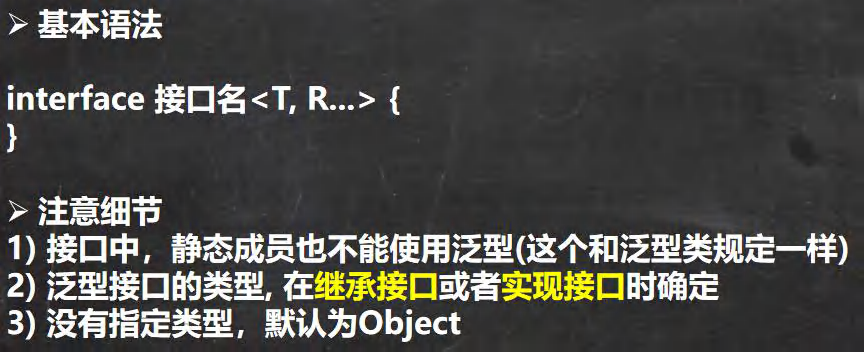 ➢ 基本语法
interface 接口名<T, R...> {
}
➢ 注意细节
1) 接口中，静态成员也不能使用泛型(这个和泛型类规定一样)
2) 泛型接口的类型, 在继承接口或者实现接口时确定
3) 没有指定类型，默认为Object